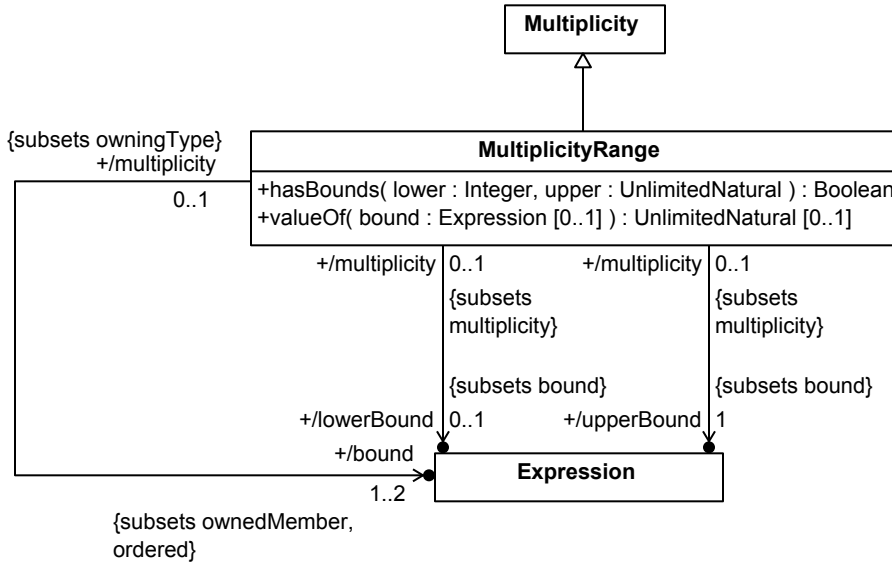 Multiplicity
{subsets owningType}
+/multiplicity
0..1
MultiplicityRange
+hasBounds( lower : Integer, upper : UnlimitedNatural ) : Boolean
+valueOf( bound : Expression [0..1] ) : UnlimitedNatural [0..1]
+/multiplicity 0..1 +/multiplicity 0..1
{subsets {subsets
multiplicity} multiplicity}
{subsets bound} {subsets bound}
+/lowerBound 0..1 +/upperBound 1
+/bound
Expression
1..2
{subsets ownedMember,
ordered}